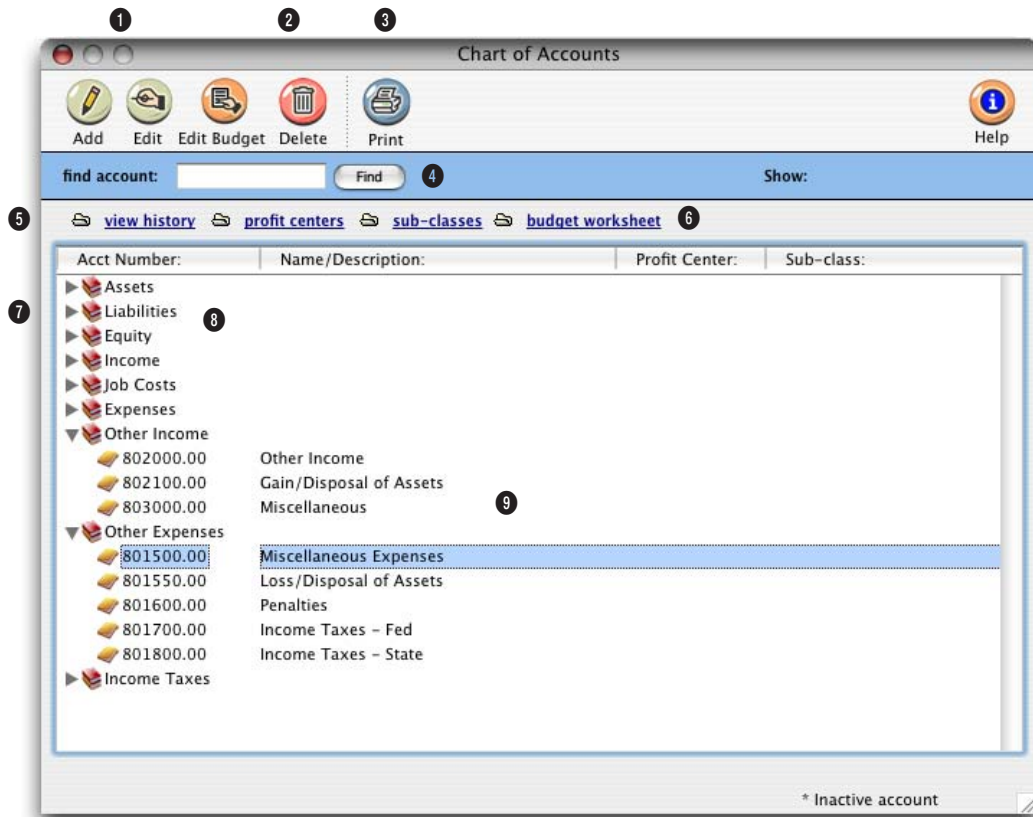 1 2 3
Chart of Accounts
Add Edit Edit Budget Delete Print Help
find account: Find 4 Show:
5 view history profit centers sub-classes budget worksheet 6
Acct Number: Name/Description: Profit Center: Sub-class:
Assets
7 Liabilities 8
Equity
Income
Job Costs
Expenses
Other Income
802000.00 Other Income
802100.00 Gain/Disposal of Assets
803000.00 Miscellaneous 9
Other Expenses
801500.00 Miscellaneous Expenses
801550.00 Loss/Disposal of Assets
801600.00 Penalties
801700.00 Income Taxes – Fed
801800.00 Income Taxes – State
Income Taxes
* Inactive account